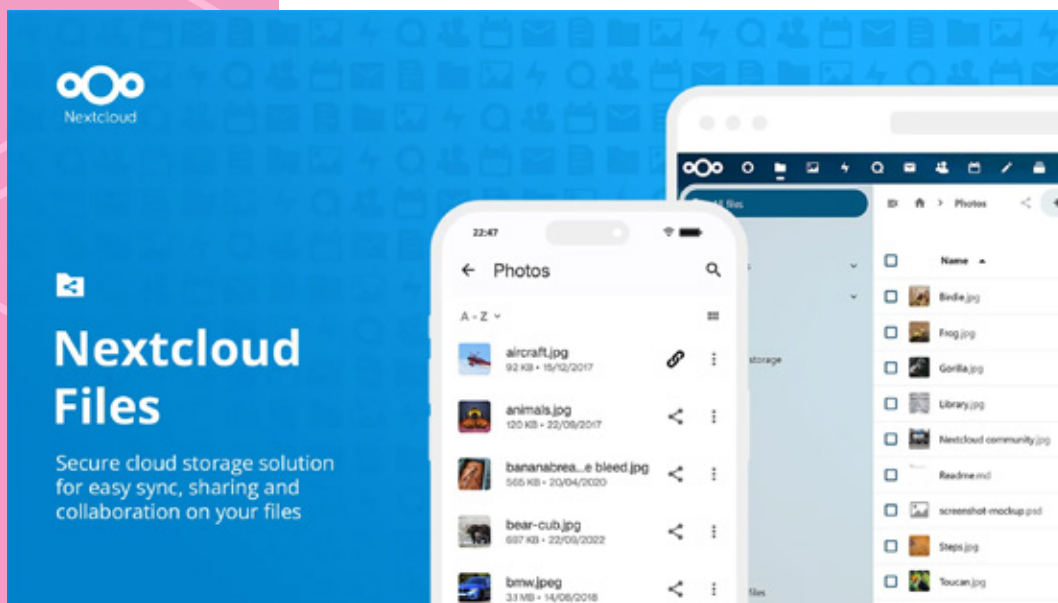 Nextcloud
Nextcloud
Files
Secure cloud storage solution
for easy sync, sharing and
collaboration on your files
22:47
Photos
A - Z
aircraft.jpg
92 KB • 15/12/2017
animals.jpg
120 KB • 22/09/2017
bananabrea...e bleed.jpg
565 KB • 20/04/2020
bear-cub.jpg
697 KB • 22/09/2022
bmw.jpeg
3.1 MB • 14/08/2018
files
storage
files
Photos
Name
Birdie.jpg
Frog.jpg
Gorilla.jpg
Library.jpg
Nextcloud community.jpg
Readme.md
screenshot-mockup.psd
Steps.jpg
Toucan.jpg